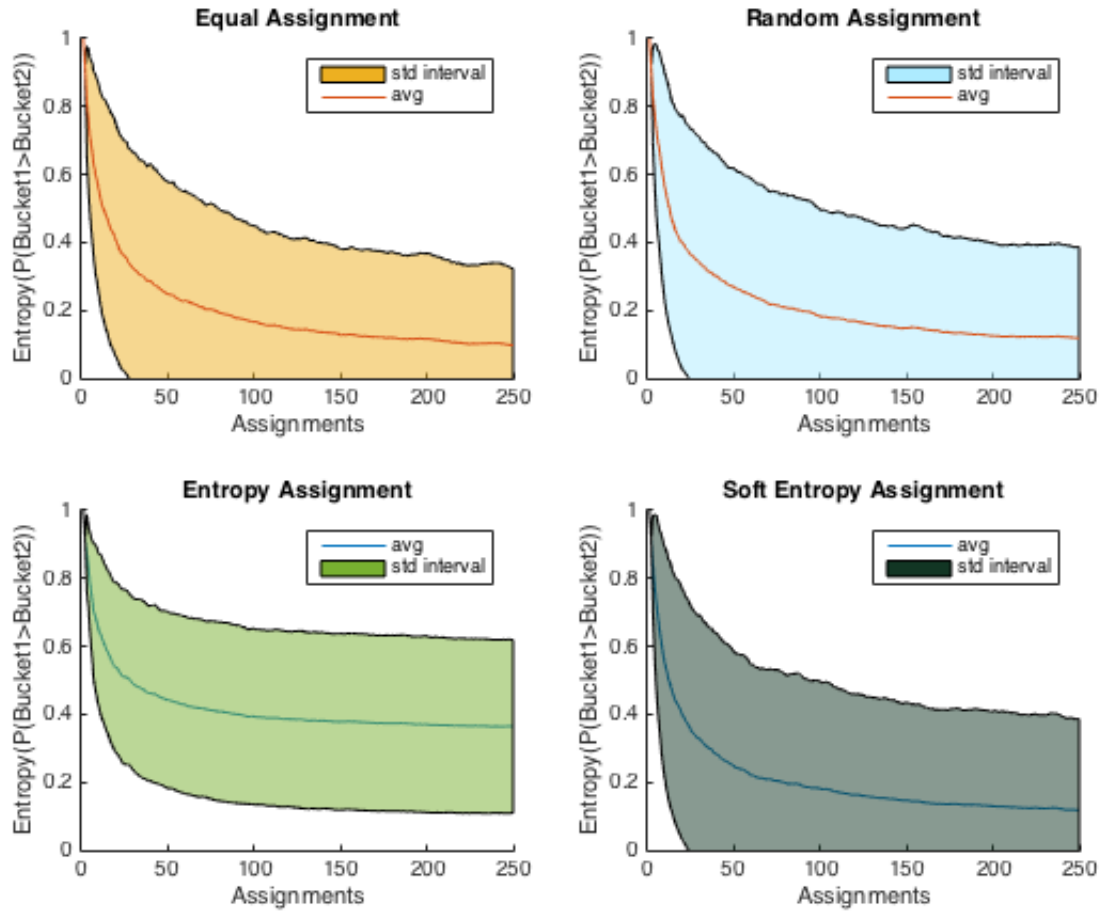 Equal Assignment
Entropy(P(Bucket1>Bucket2))
1
0.8
0.6
0.4
0.2
0
std interval
avg
0 50 100 150 200 250
Assignments
Random Assignment
Entropy(P(Bucket1>Bucket2))
1
0.8
0.6
0.4
0.2
0
std interval
avg
0 50 100 150 200 250
Assignments
Entropy Assignment
Entropy(P(Bucket1>Bucket2))
1
0.8
0.6
0.4
0.2
0
avg
std interval
0 50 100 150 200 250
Assignments
Soft Entropy Assignment
Entropy(P(Bucket1>Bucket2))
1
0.8
0.6
0.4
0.2
0
avg
std interval
0 50 100 150 200 250
Assignments